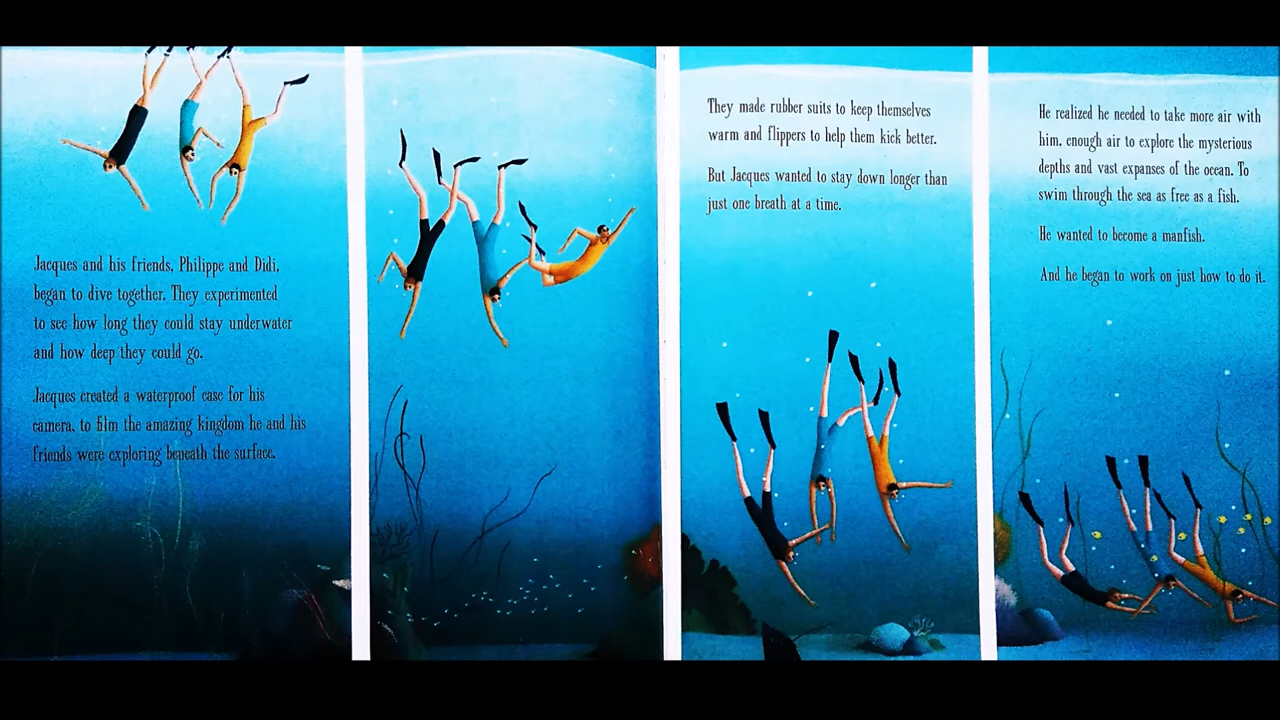 Jacques and his friends, Philippe and Didi,
began to dive together. They experimented
to see how long they could stay underwater
and how deep they could go.
Jacques created a waterproof case for his
camera, to film the amazing kingdom he and his
friends were exploring beneath the surface.
They made rubber suits to keep themselves
warm and flippers to help them kick better.
But Jacques wanted to stay down longer than
just one breath at a time.
He realized he needed to take more air with
him, enough air to explore the mysterious
depths and vast expanses of the ocean. To
swim through the sea as free as a fish.
He wanted to become a manfish.
And he began to work on just how to do it.